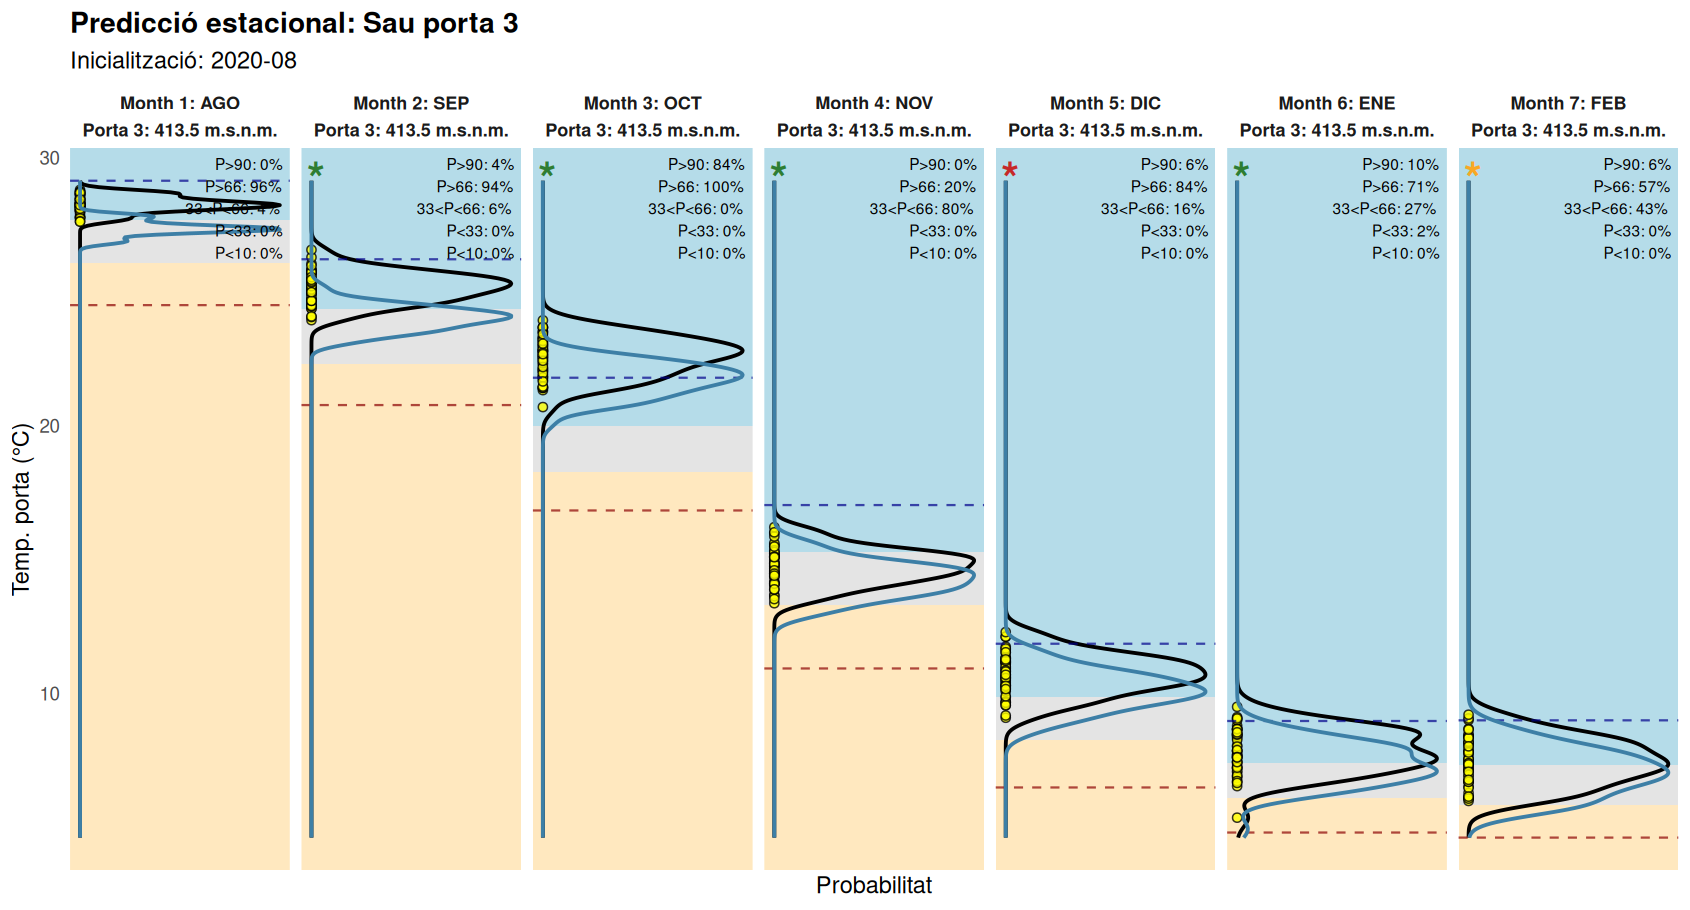 Predicció estacional: Sau porta 3
Inicialització: 2020-08
Month 1: AGO
Porta 3: 413.5 m.s.n.m.
Month 2: SEP
Porta 3: 413.5 m.s.n.m.
Month 3: OCT
Porta 3: 413.5 m.s.n.m.
Month 4: NOV
Porta 3: 413.5 m.s.n.m.
Month 5: DIC
Porta 3: 413.5 m.s.n.m.
Month 6: ENE
Porta 3: 413.5 m.s.n.m.
Month 7: FEB
Porta 3: 413.5 m.s.n.m.
P>90: 0%
P>66: 96%
33<P<66: 4%
P<33: 0%
P<10: 0%
*
P>90: 4%
P>66: 94%
33<P<66: 6%
P<33: 0%
P<10: 0%
*
P>90: 84%
P>66: 100%
33<P<66: 0%
P<33: 0%
P<10: 0%
*
P>90: 0%
P>66: 20%
33<P<66: 80%
P<33: 0%
P<10: 0%
*
P>90: 6%
P>66: 84%
33<P<66: 16%
P<33: 0%
P<10: 0%
*
P>90: 10%
P>66: 71%
33<P<66: 27%
P<33: 2%
P<10: 0%
*
P>90: 6%
P>66: 57%
33<P<66: 43%
P<33: 0%
P<10: 0%
30
20
10
Temp. porta (°C)
Probabilitat